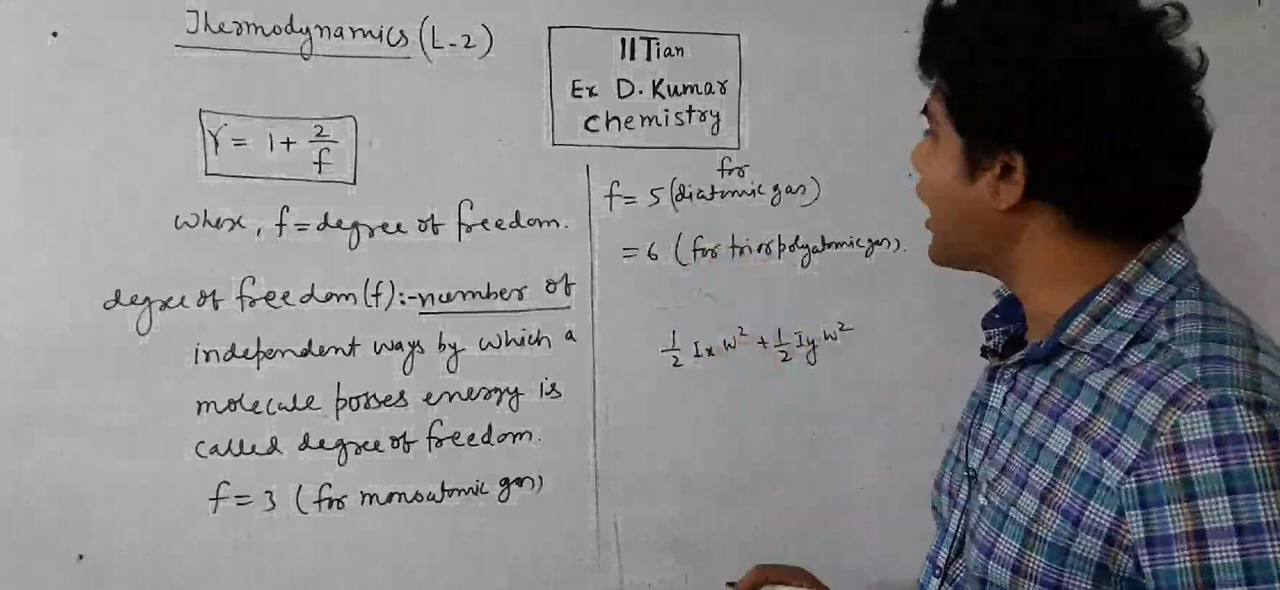 Thermodynamics (L-2)
IITian
Ex D. Kumar
Chemistry
γ = 1 + 2/f
where, f = degree of freedom.
degree of freedom (f):- number of
independent ways by which a
molecule posses energy is
called degree of freedom.
f = 3 (for monoatomic gas)
for
f = 5 (diatomic gas)
= 6 (for tri or polyatomic gas).
1/2 Ix w² + 1/2 Iy w²